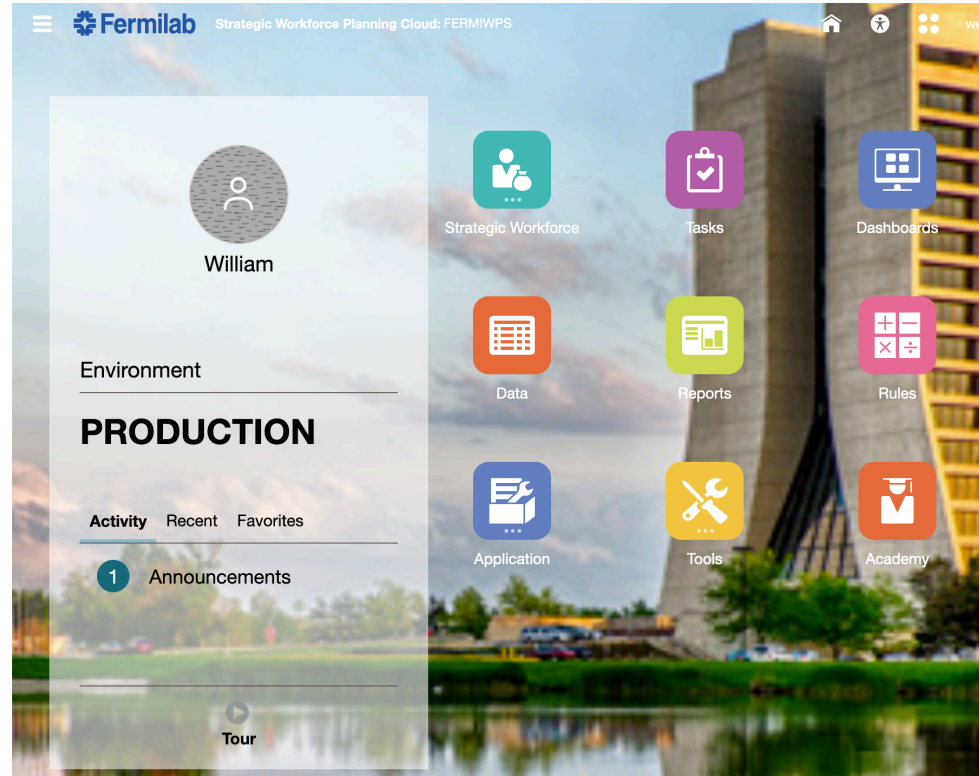 Fermilab Strategic Workforce Planning Cloud: FERMIWPS
William
Environment
PRODUCTION
Activity Recent Favorites
1 Announcements
Tour
Strategic Workforce Tasks Dashboards
Data Reports Rules
Application Tools Academy